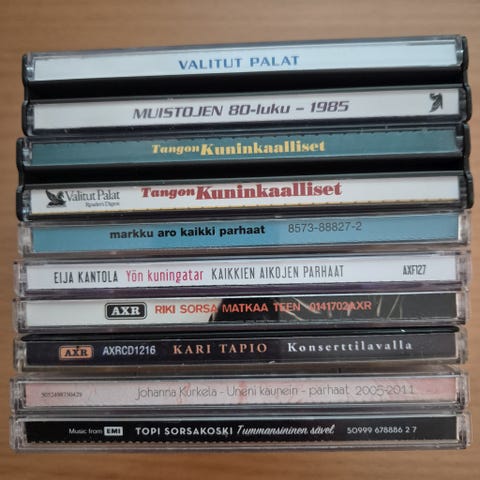 VALITUT PALAT
MUISTOJEN 80-luku - 1985
Tangon Kuninkaalliset
Valitut Palat Reader's Digest Tangon Kuninkaalliset
markku aro kaikki parhaat 8573-88827-2
EIJA KANTOLA Yön kuningatar KAIKKIEN AIKOJEN PARHAAT AXF127
AXR RIKI SORSA MATKAA TEEN 0141702AXR
AXR AXRCD1216 KARI TAPIO Konserttilavalla
5052498750429 Johanna Kurkela - Uneni kaunein - parhaat 2005-2011
Music from EMI TOPI SORSAKOSKI Tummansininen sävel 50999 678886 2 7